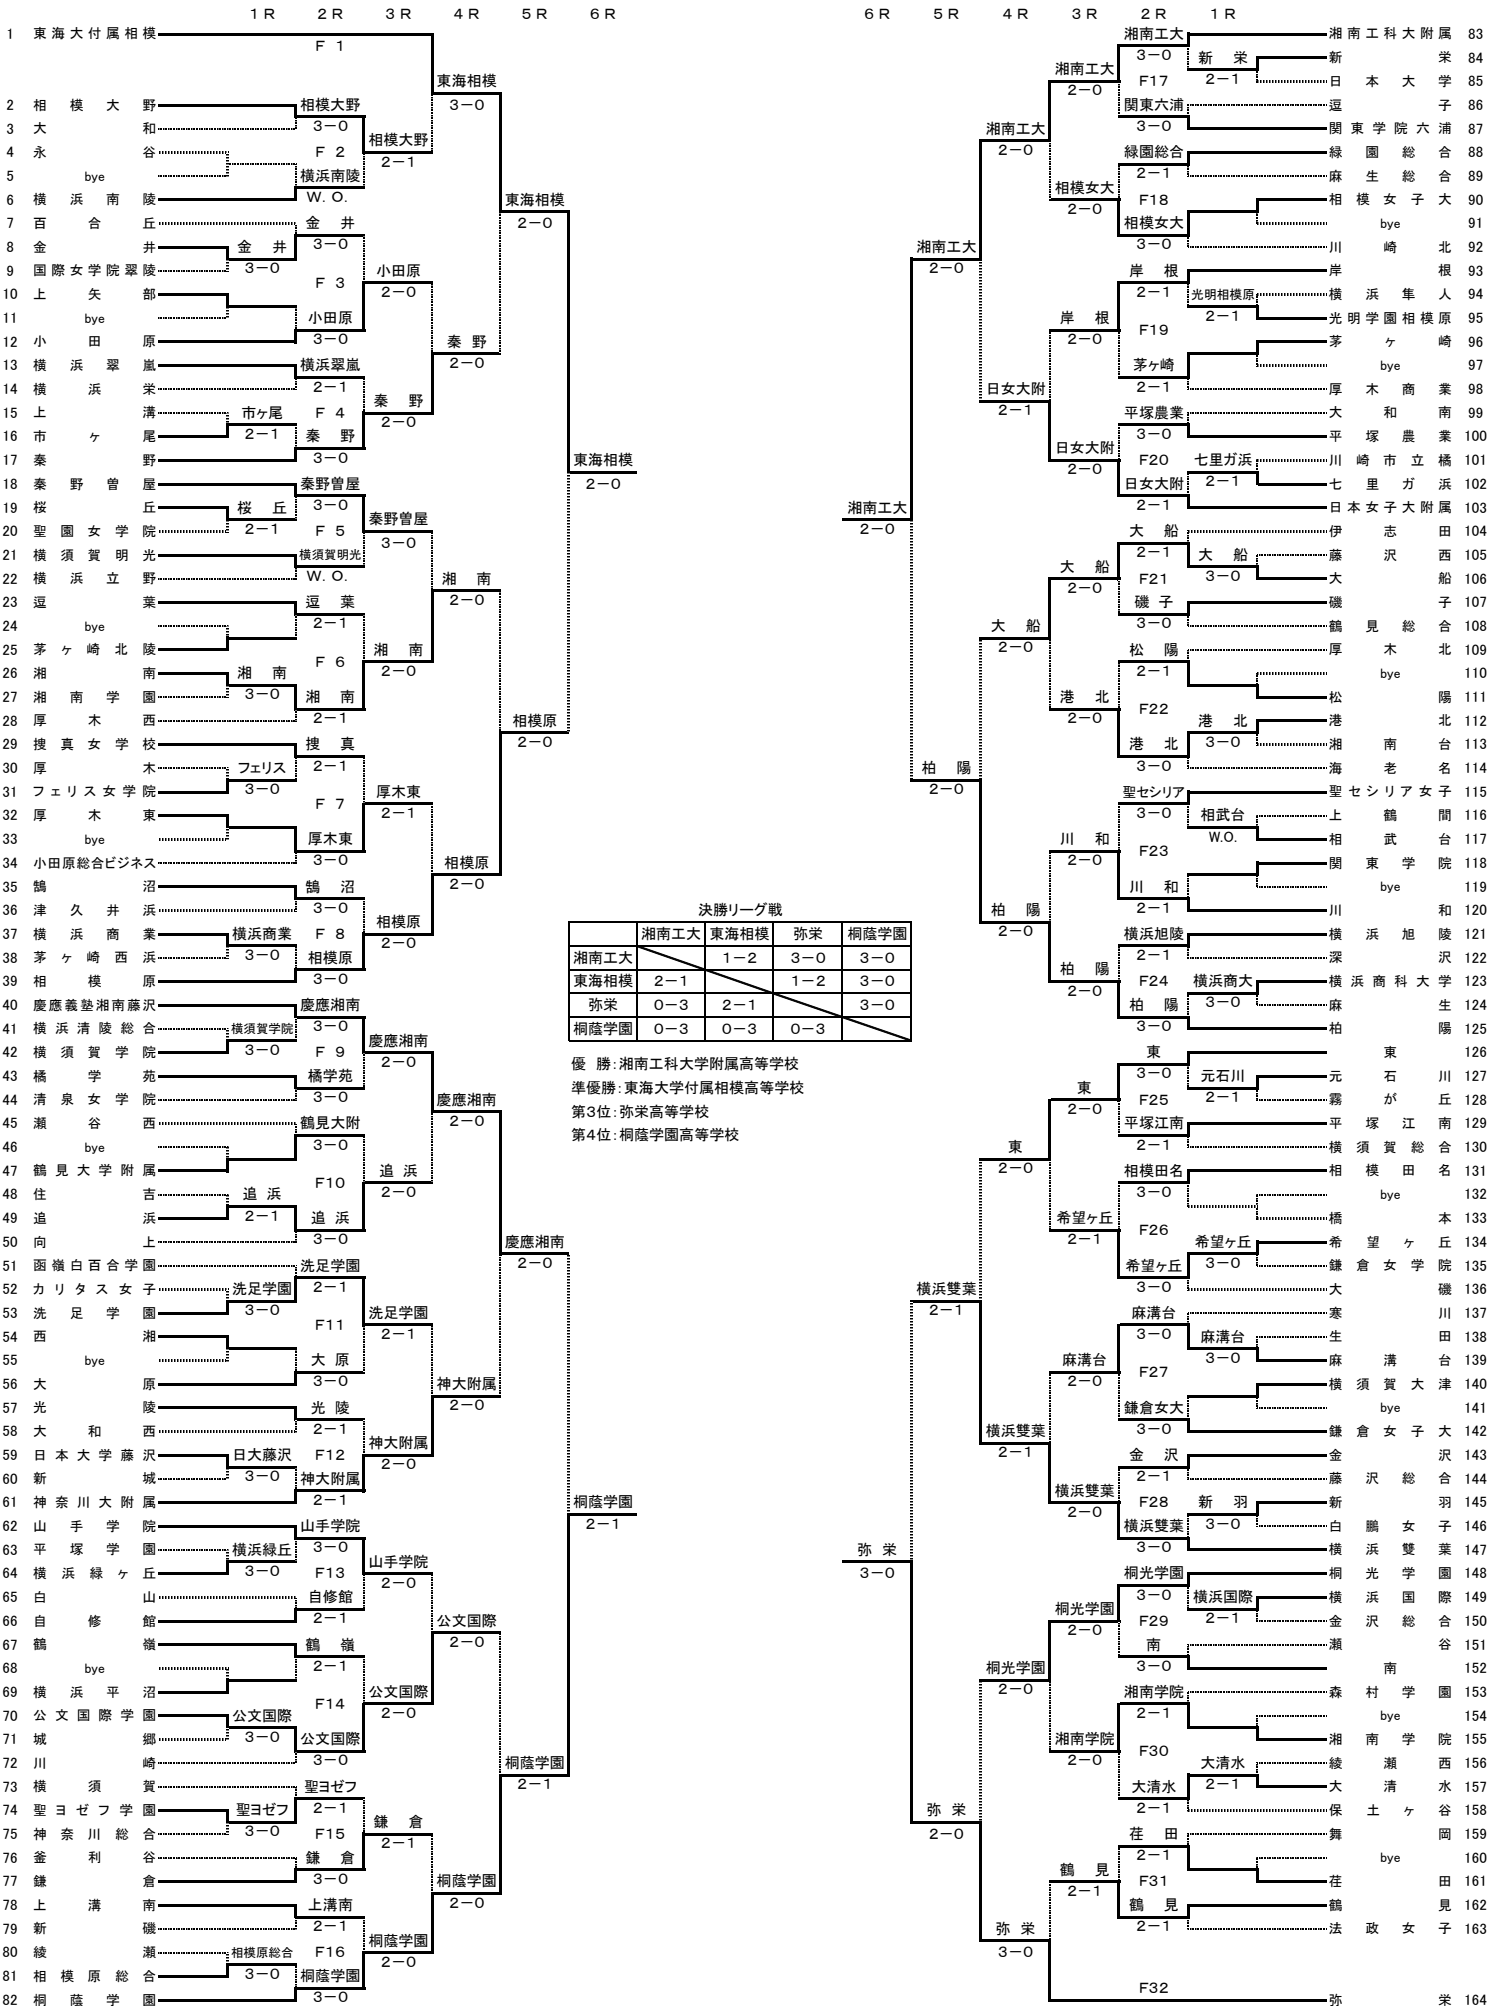 1R 2R 3R 4R 5R 6R
1 東海大付属相模
F 1
東海相模
2 相模大野 相模大野 3－0
3 大和 3－0
相模大野
4 永谷 F 2
2－1
5 bye 横浜南陵
6 横浜南陵 W.O. 東海相模
7 百合丘 金井 2－0
8 金井 金井 3－0
9 国際女学院翠陵 3－0 小田原
F 3
10 上矢部 2－0
11 bye 小田原
12 小田原 3－0 秦野
13 横浜翠嵐 横浜翠嵐 2－0
14 横浜栄 2－1
秦野
15 上溝 市ヶ尾 F 4
2－0
16 市ヶ尾 2－1 秦野
17 秦野 3－0 東海相模
18 秦野曽屋 秦野曽屋 2－0
19 桜丘 桜丘 3－0
秦野曽屋
20 聖園女学院 2－1 F 5
3－0
21 横須賀明光 横須賀明光
22 横浜立野 W.O. 湘南
23 逗葉 逗葉 2－0
24 bye 2－1
25 茅ヶ崎北陵 湘南
F 6
26 湘南 湘南 2－0
27 湘南学園 3－0 湘南
28 厚木西 2－1 相模原
29 捜真女学校 捜真 2－0
30 厚木 フェリス 2－1
31 フェリス女学院 3－0 厚木東
F 7
32 厚木東 2－1
33 bye 厚木東
34 小田原総合ビジネス 3－0 相模原
35 鵠沼 鵠沼 2－0
36 津久井浜 3－0
相模原
37 横浜商業 横浜商業 F 8
2－0
38 茅ヶ崎西浜 3－0 相模原
39 相模原 3－0
40 慶應義塾湘南藤沢 慶應湘南
41 横浜清陵総合 横須賀学院 3－0
慶應湘南
42 横須賀学院 3－0 F 9
2－0
43 橘学苑 橘学苑
44 清泉女学院 3－0 慶應湘南
45 瀬谷西 鶴見大附 2－0
46 bye 3－0
47 鶴見大学附属 追浜
F10
48 住吉 追浜 2－0
49 追浜 2－1 追浜
50 向上 3－0 慶應湘南
51 函嶺白百合学園 洗足学園 2－0
52 カリタス女子 洗足学園 2－1
53 洗足学園 3－0 洗足学園
F11
54 西湘 2－1
55 bye 大原
56 大原 3－0 神大附属
57 光陵 光陵 2－0
58 大和西 2－1
神大附属
59 日本大学藤沢 日大藤沢 F12
2－0
60 新城 3－0 神大附属
61 神奈川大附属 2－1 桐蔭学園
62 山手学院 山手学院 2－1
63 平塚学園 横浜緑丘 3－0
山手学院
64 横浜緑ヶ丘 3－0 F13
2－0
65 白山 自修館
66 自修館 2－1 公文国際
67 鶴嶺 鶴嶺 2－0
68 bye 2－1
69 横浜平沼 公文国際
F14
70 公文国際学園 公文国際 2－0
71 城郷 3－0 公文国際
72 川崎 3－0 桐蔭学園
73 横須賀 聖ヨゼフ 2－1
74 聖ヨゼフ学園 聖ヨゼフ 2－1
鎌倉
75 神奈川総合 3－0 F15
2－1
76 釜利谷 鎌倉
77 鎌倉 3－0 桐蔭学園
78 上溝南 上溝南 2－0
79 新磯 2－1
桐蔭学園
80 綾瀬 相模原総合 F16
2－0
81 相模原総合 3－0 桐蔭学園
82 桐蔭学園 3－0
決勝リーグ戦
湘南工大 東海相模 弥栄 桐蔭学園
湘南工大 1－2 3－0 3－0
東海相模 2－1 1－2 3－0
弥栄 0－3 2－1 3－0
桐蔭学園 0－3 0－3 0－3
優 勝：湘南工科大学附属高等学校
準優勝：東海大学付属相模高等学校
第3位：弥栄高等学校
第4位：桐蔭学園高等学校
6R 5R 4R 3R 2R 1R
湘南工大 湘南工科大附属 83
3－0 新栄 新栄 84
湘南工大
F17 2－1 日本大学 85
2－0
関東六浦 逗子 86
湘南工大 3－0 関東学院六浦 87
2－0 緑園総合 緑園総合 88
2－1 麻生総合 89
相模女大
F18 相模女子大 90
2－0
相模女大 bye 91
湘南工大 3－0 川崎北 92
2－0 岸根 岸根 93
2－1 光明相模原 横浜隼人 94
岸根 2－1 光明学園相模原 95
F19
2－0 茅ヶ崎 96
茅ヶ崎 bye 97
日女大附 2－1 厚木商業 98
2－1 平塚農業 大和南 99
3－0 平塚農業 100
日女大附
F20 七里ガ浜 川崎市立橘 101
2－0
日女大附 2－1 七里ガ浜 102
湘南工大 2－1 日本女子大附属 103
2－0 大船 伊志田 104
2－1 大船 藤沢西 105
大船
F21 3－0 大船 106
2－0
磯子 磯子 107
大船 3－0 鶴見総合 108
2－0 松陽 厚木北 109
2－1 bye 110
港北 松陽 111
F22
2－0 港北 港北 112
港北 3－0 湘南台 113
柏陽 3－0 海老名 114
2－0 聖セシリア 聖セシリア女子 115
3－0 相武台 上鶴間 116
川和 W.O. 相武台 117
F23
2－0 関東学院 118
川和 bye 119
柏陽 2－1 川和 120
2－0 横浜旭陵 横浜旭陵 121
2－1 深沢 122
柏陽
F24 横浜商大 横浜商科大学 123
2－0
柏陽 3－0 麻生 124
3－0 柏陽 125
東 東 126
3－0 元石川 元石川 127
東
F25 2－1 霧が丘 128
2－0
平塚江南 平塚江南 129
東 2－1 横須賀総合 130
2－0 相模田名 相模田名 131
3－0 bye 132
希望ヶ丘 橋本 133
F26
2－1 希望ヶ丘 希望ヶ丘 134
希望ヶ丘 3－0 鎌倉女学院 135
横浜雙葉 3－0 大磯 136
2－1 麻溝台 寒川 137
3－0 麻溝台 生田 138
麻溝台 3－0 麻溝台 139
F27
2－0 横須賀大津 140
鎌倉女大 bye 141
横浜雙葉 3－0 鎌倉女子大 142
2－1 金沢 金沢 143
2－1 藤沢総合 144
横浜雙葉
F28 新羽 新羽 145
2－0
横浜雙葉 3－0 白鵬女子 146
弥栄 3－0 横浜雙葉 147
3－0 桐光学園 桐光学園 148
3－0 横浜国際 横浜国際 149
桐光学園
F29 2－1 金沢総合 150
2－0
南 瀬谷 151
桐光学園 3－0 南 152
2－0 湘南学院 森村学園 153
2－1 bye 154
湘南学院 湘南学院 155
F30
2－0 大清水 綾瀬西 156
大清水 2－1 大清水 157
弥栄 2－1 保土ヶ谷 158
2－0 荏田 舞岡 159
2－1 bye 160
鶴見
F31 荏田 161
2－1
鶴見 鶴見 162
弥栄 2－1 法政女子 163
3－0
F32
弥栄 164